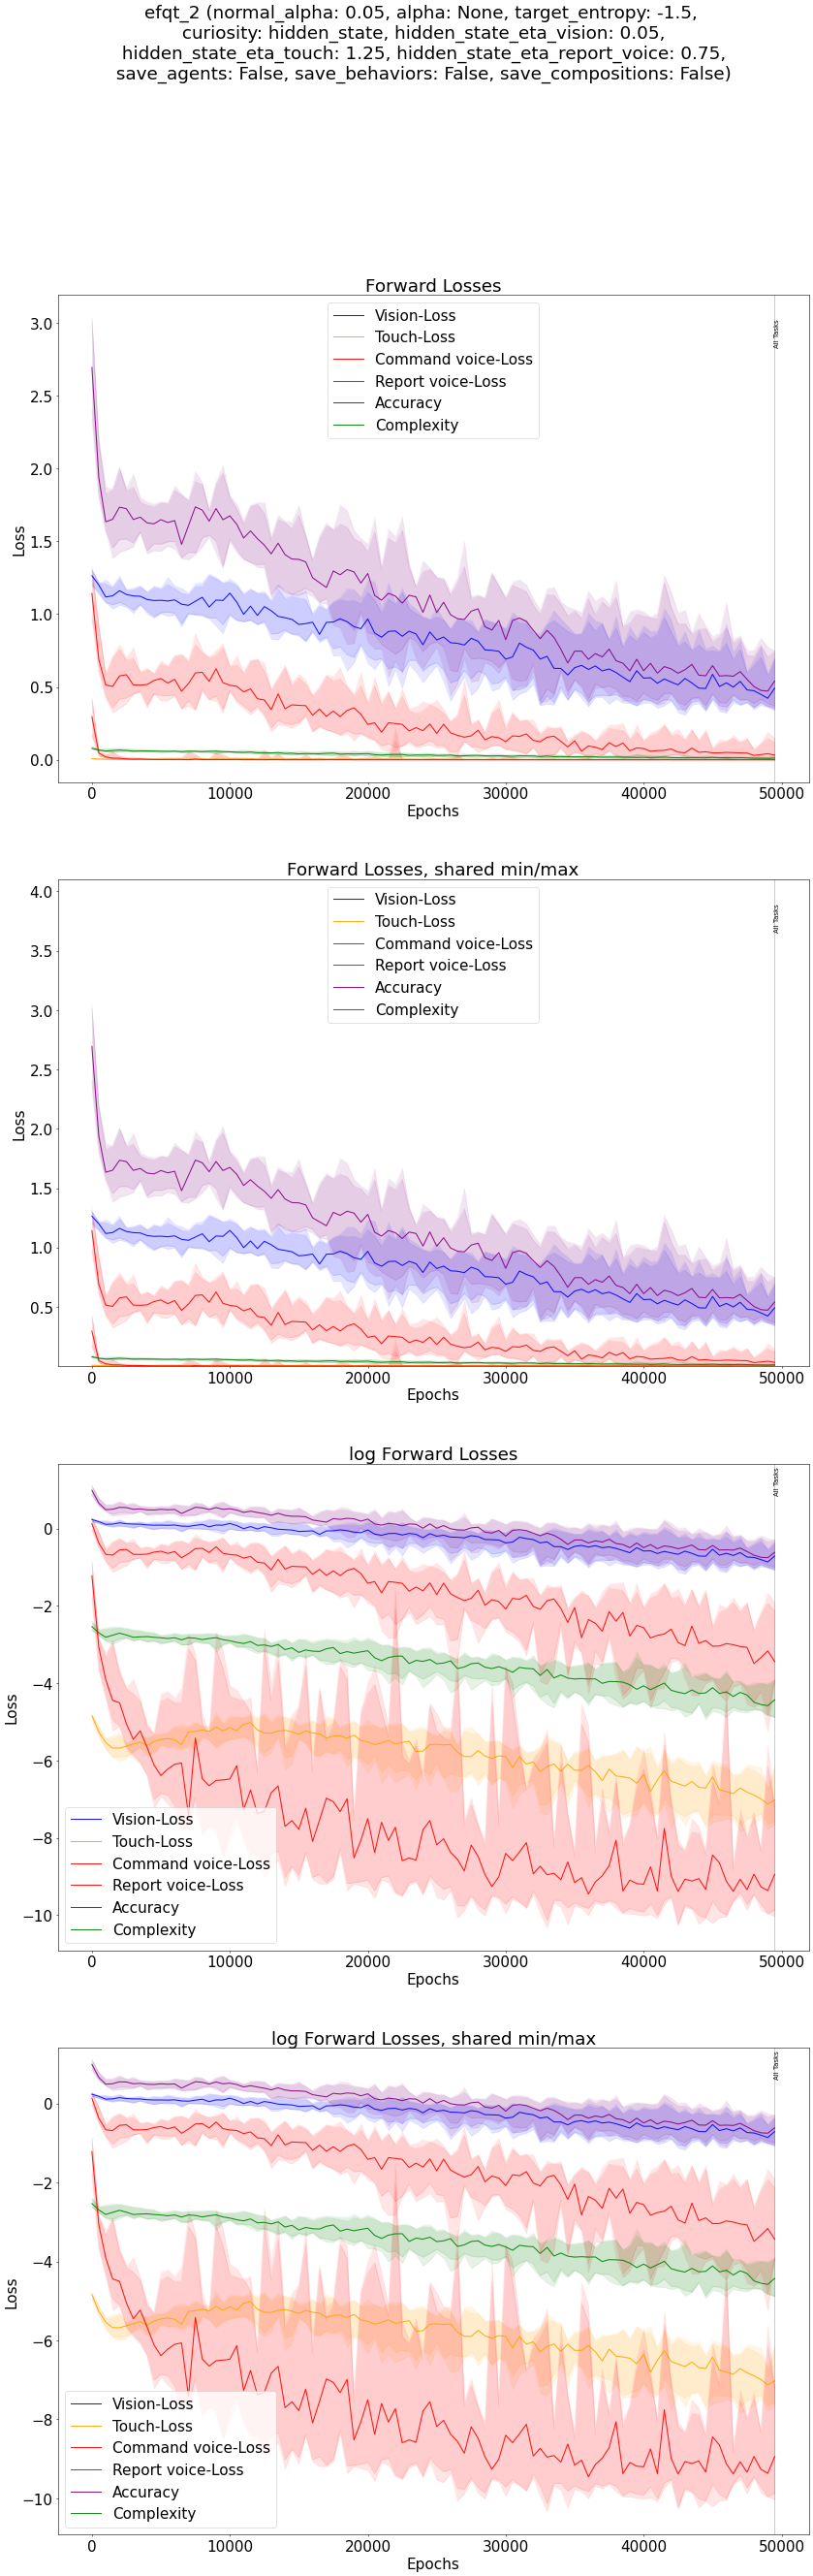 efqt_2 (normal_alpha: 0.05, alpha: None, target_entropy: -1.5,
curiosity: hidden_state, hidden_state_eta_vision: 0.05,
hidden_state_eta_touch: 1.25, hidden_state_eta_report_voice: 0.75,
save_agents: False, save_behaviors: False, save_compositions: False)
Forward Losses
Vision-Loss
Touch-Loss
Command voice-Loss
Report voice-Loss
Accuracy
Complexity
All Tasks
3.0
2.5
2.0
1.5
1.0
0.5
0.0
Loss
0 10000 20000 30000 40000 50000
Epochs
Forward Losses, shared min/max
Vision-Loss
Touch-Loss
Command voice-Loss
Report voice-Loss
Accuracy
Complexity
All Tasks
4.0
3.5
3.0
2.5
2.0
1.5
1.0
0.5
Loss
0 10000 20000 30000 40000 50000
Epochs
log Forward Losses
All Tasks
0
−2
−4
−6
−8
−10
Loss
Vision-Loss
Touch-Loss
Command voice-Loss
Report voice-Loss
Accuracy
Complexity
0 10000 20000 30000 40000 50000
Epochs
log Forward Losses, shared min/max
All Tasks
0
−2
−4
−6
−8
−10
Loss
Vision-Loss
Touch-Loss
Command voice-Loss
Report voice-Loss
Accuracy
Complexity
0 10000 20000 30000 40000 50000
Epochs